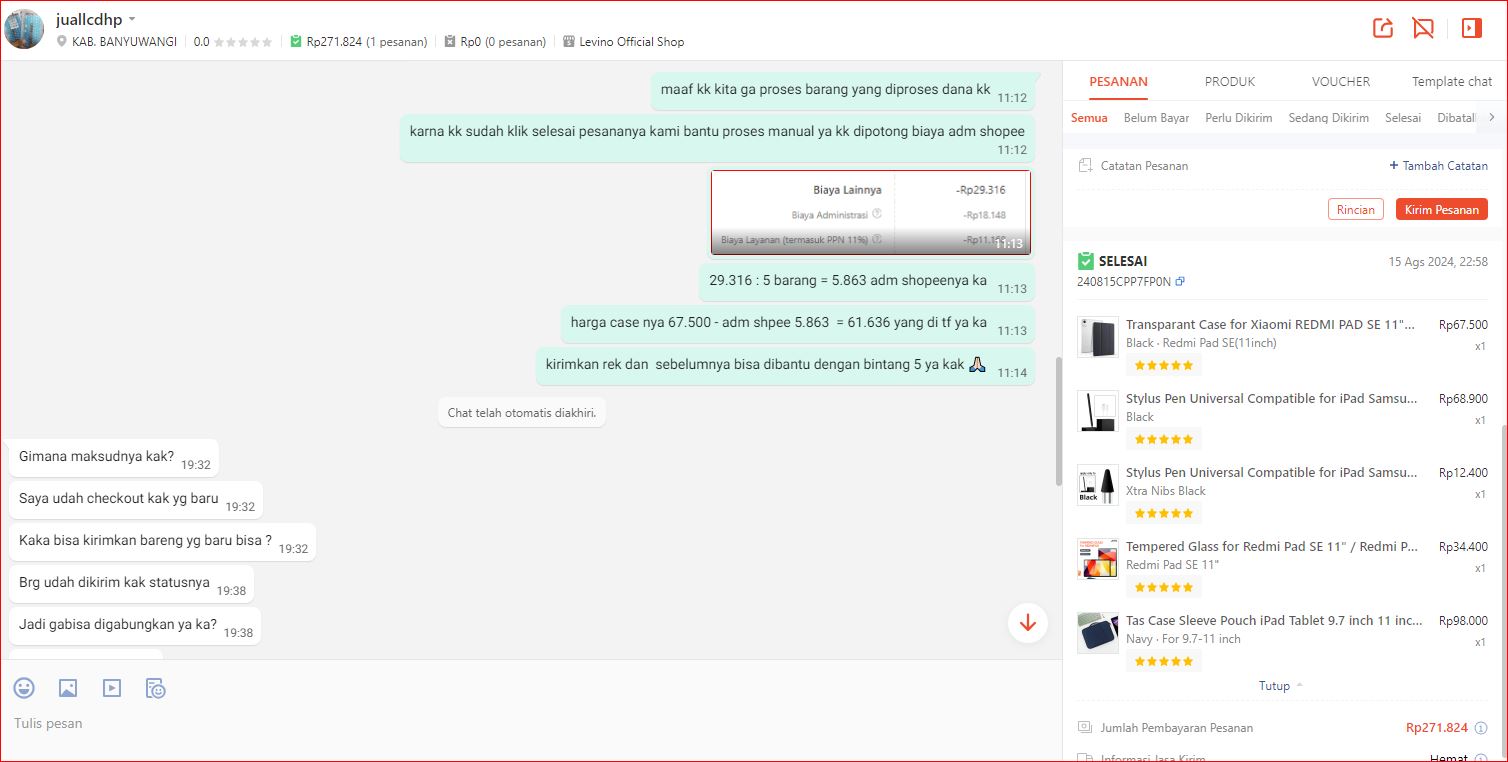 juallcdhp
KAB. BANYUWANGI 0.0 Rp271.824 (1 pesanan) Rp0 (0 pesanan) Levino Official Shop
maaf kk kita ga proses barang yang diproses dana kk 11:12
karna kk sudah klik selesai pesananya kami bantu proses manual ya kk dipotong biaya adm shopee
11:12
Biaya Lainnya -Rp29.316
Biaya Administrasi -Rp18.148
Biaya Layanan (termasuk PPN 11%)
11:13
29.316 : 5 barang = 5.863 adm shopeenya ka 11:13
harga case nya 67.500 - adm shpee 5.863 = 61.636 yang di tf ya ka 11:13
kirimkan rek dan sebelumnya bisa dibantu dengan bintang 5 ya kak 🙏🏻 11:14
Chat telah otomatis diakhiri.
Gimana maksudnya kak? 19:32
Saya udah checkout kak yg baru 19:32
Kaka bisa kirimkan bareng yg baru bisa ? 19:32
Brg udah dikirim kak statusnya 19:38
Jadi gabisa digabungkan ya ka? 19:38
Tulis pesan
PESANAN PRODUK VOUCHER Template chat
Semua Belum Bayar Perlu Dikirim Sedang Dikirim Selesai Dibatall
Catatan Pesanan + Tambah Catatan
Rincian Kirim Pesanan
SELESAI 15 Ags 2024, 22:58
240815CPP7FP0N
Transparant Case for Xiaomi REDMI PAD SE 11"... Rp67.500
Black · Redmi Pad SE(11inch) x1
Stylus Pen Universal Compatible for iPad Samsu... Rp68.900
Black x1
Stylus Pen Universal Compatible for iPad Samsu... Rp12.400
Xtra Nibs Black x1
Black
Tempered Glass for Redmi Pad SE 11" / Redmi P... Rp34.400
Redmi Pad SE 11" x1
Tas Case Sleeve Pouch iPad Tablet 9.7 inch 11 inc... Rp98.000
Navy · For 9.7-11 inch x1
Tutup
Jumlah Pembayaran Pesanan Rp271.824
Informasi Jasa Kirim Hemat